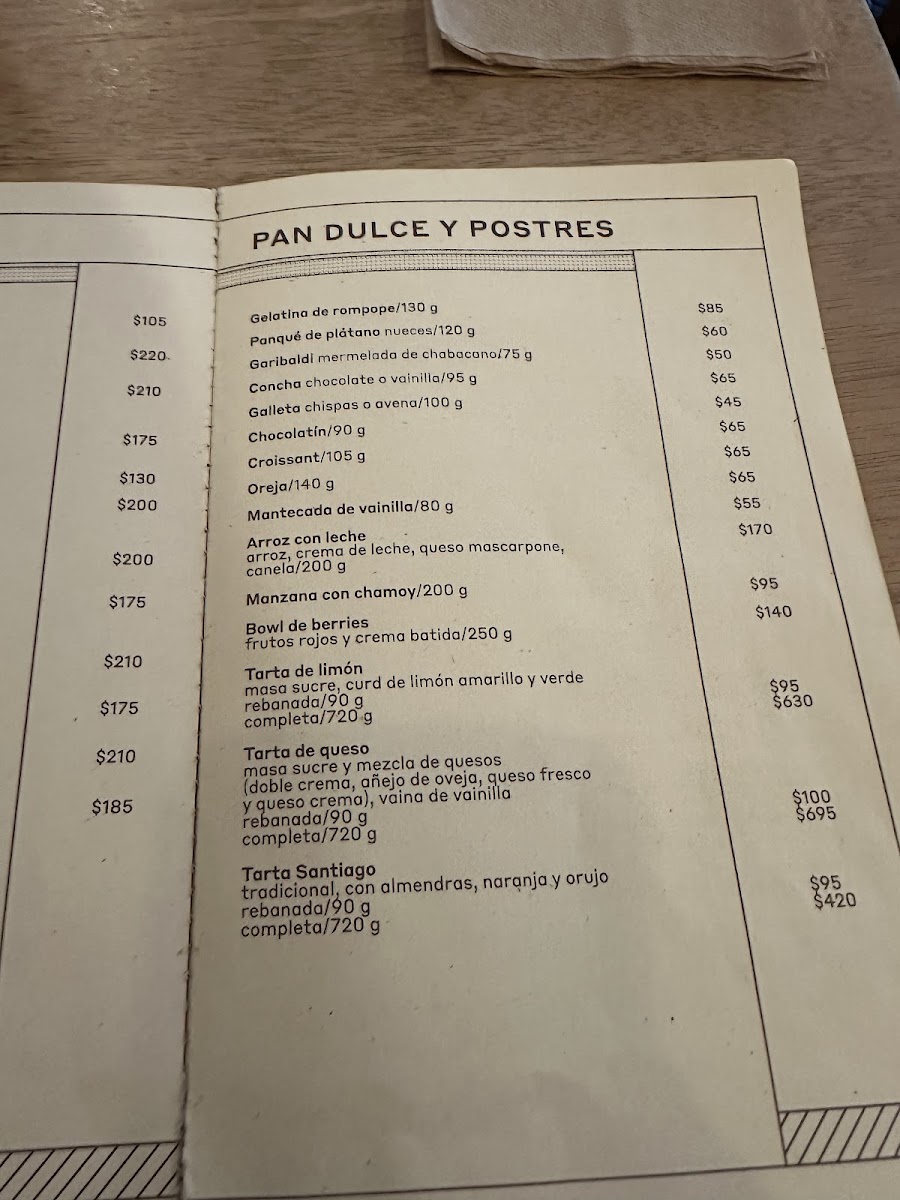 $105
$220
$210
$175
$130
$200
$200
$175
$210
$175
$210
$185
PAN DULCE Y POSTRES
Gelatina de rompope/130 g $85
Panqué de plátano nueces/120 g $60
Garibaldi mermelada de chabacano/75 g $50
Concha chocolate o vainilla/95 g $65
Galleta chispas o avena/100 g $45
Chocolatín/90 g $65
Croissant/105 g $65
Oreja/140 g $65
Mantecada de vainilla/80 g $55
Arroz con leche $170
arroz, crema de leche, queso mascarpone,
canela/200 g
Manzana con chamoy/200 g $95
Bowl de berries $140
frutos rojos y crema batida/250 g
Tarta de limón
masa sucre, curd de limón amarillo y verde
rebanada/90 g $95
completa/720 g $630
Tarta de queso
masa sucre y mezcla de quesos
(doble crema, añejo de oveja, queso fresco
y queso crema), vaina de vainilla
rebanada/90 g $100
completa/720 g $695
Tarta Santiago
tradicional, con almendras, naranja y orujo
rebanada/90 g $95
completa/720 g $420